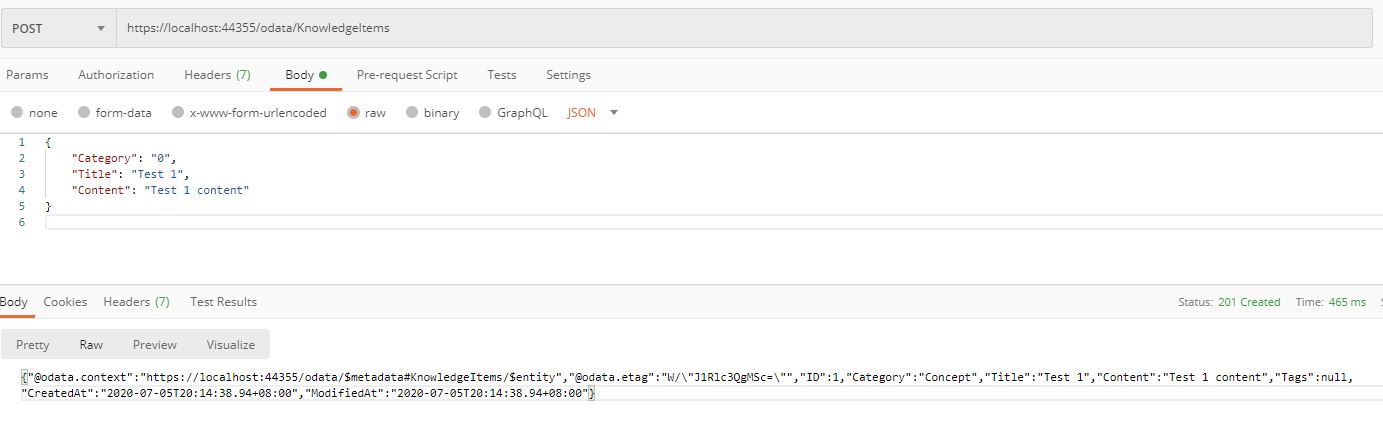 POST https://localhost:44355/odata/KnowledgeItems
Params Authorization Headers (7) Body Pre-request Script Tests Settings
none form-data x-www-form-urlencoded raw binary GraphQL JSON
1 {
2 "Category": "0",
3 "Title": "Test 1",
4 "Content": "Test 1 content"
5 }
6
Body Cookies Headers (7) Test Results Status: 201 Created Time: 465 ms
Pretty Raw Preview Visualize
{"@odata.context":"https://localhost:44355/odata/$metadata#KnowledgeItems/$entity","@odata.etag":"W/\"J1Rlc3QgMSc=\"","ID":1,"Category":"Concept","Title":"Test 1","Content":"Test 1 content","Tags":null,
"CreatedAt":"2020-07-05T20:14:38.94+08:00","ModifiedAt":"2020-07-05T20:14:38.94+08:00"}